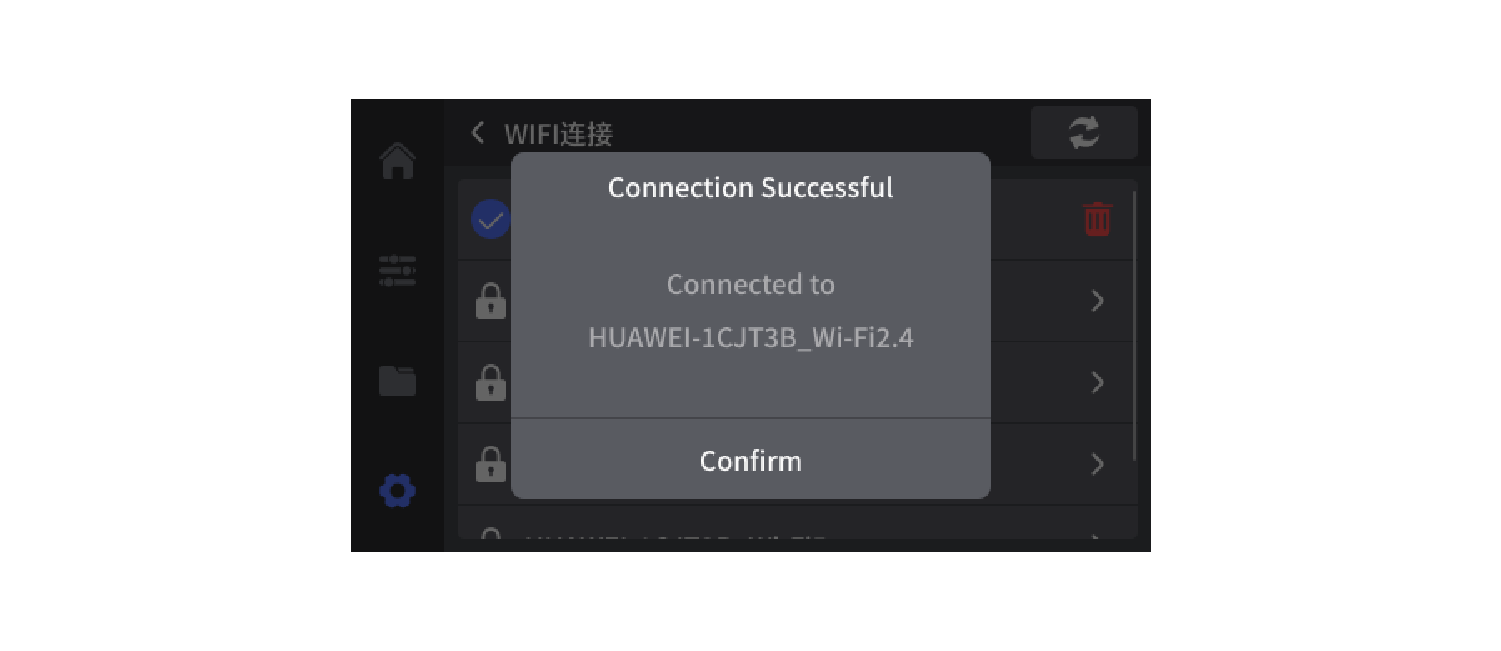 WIFI连接
Connection Successful
Connected to
HUAWEI-1CJT3B_Wi-Fi2.4
Confirm